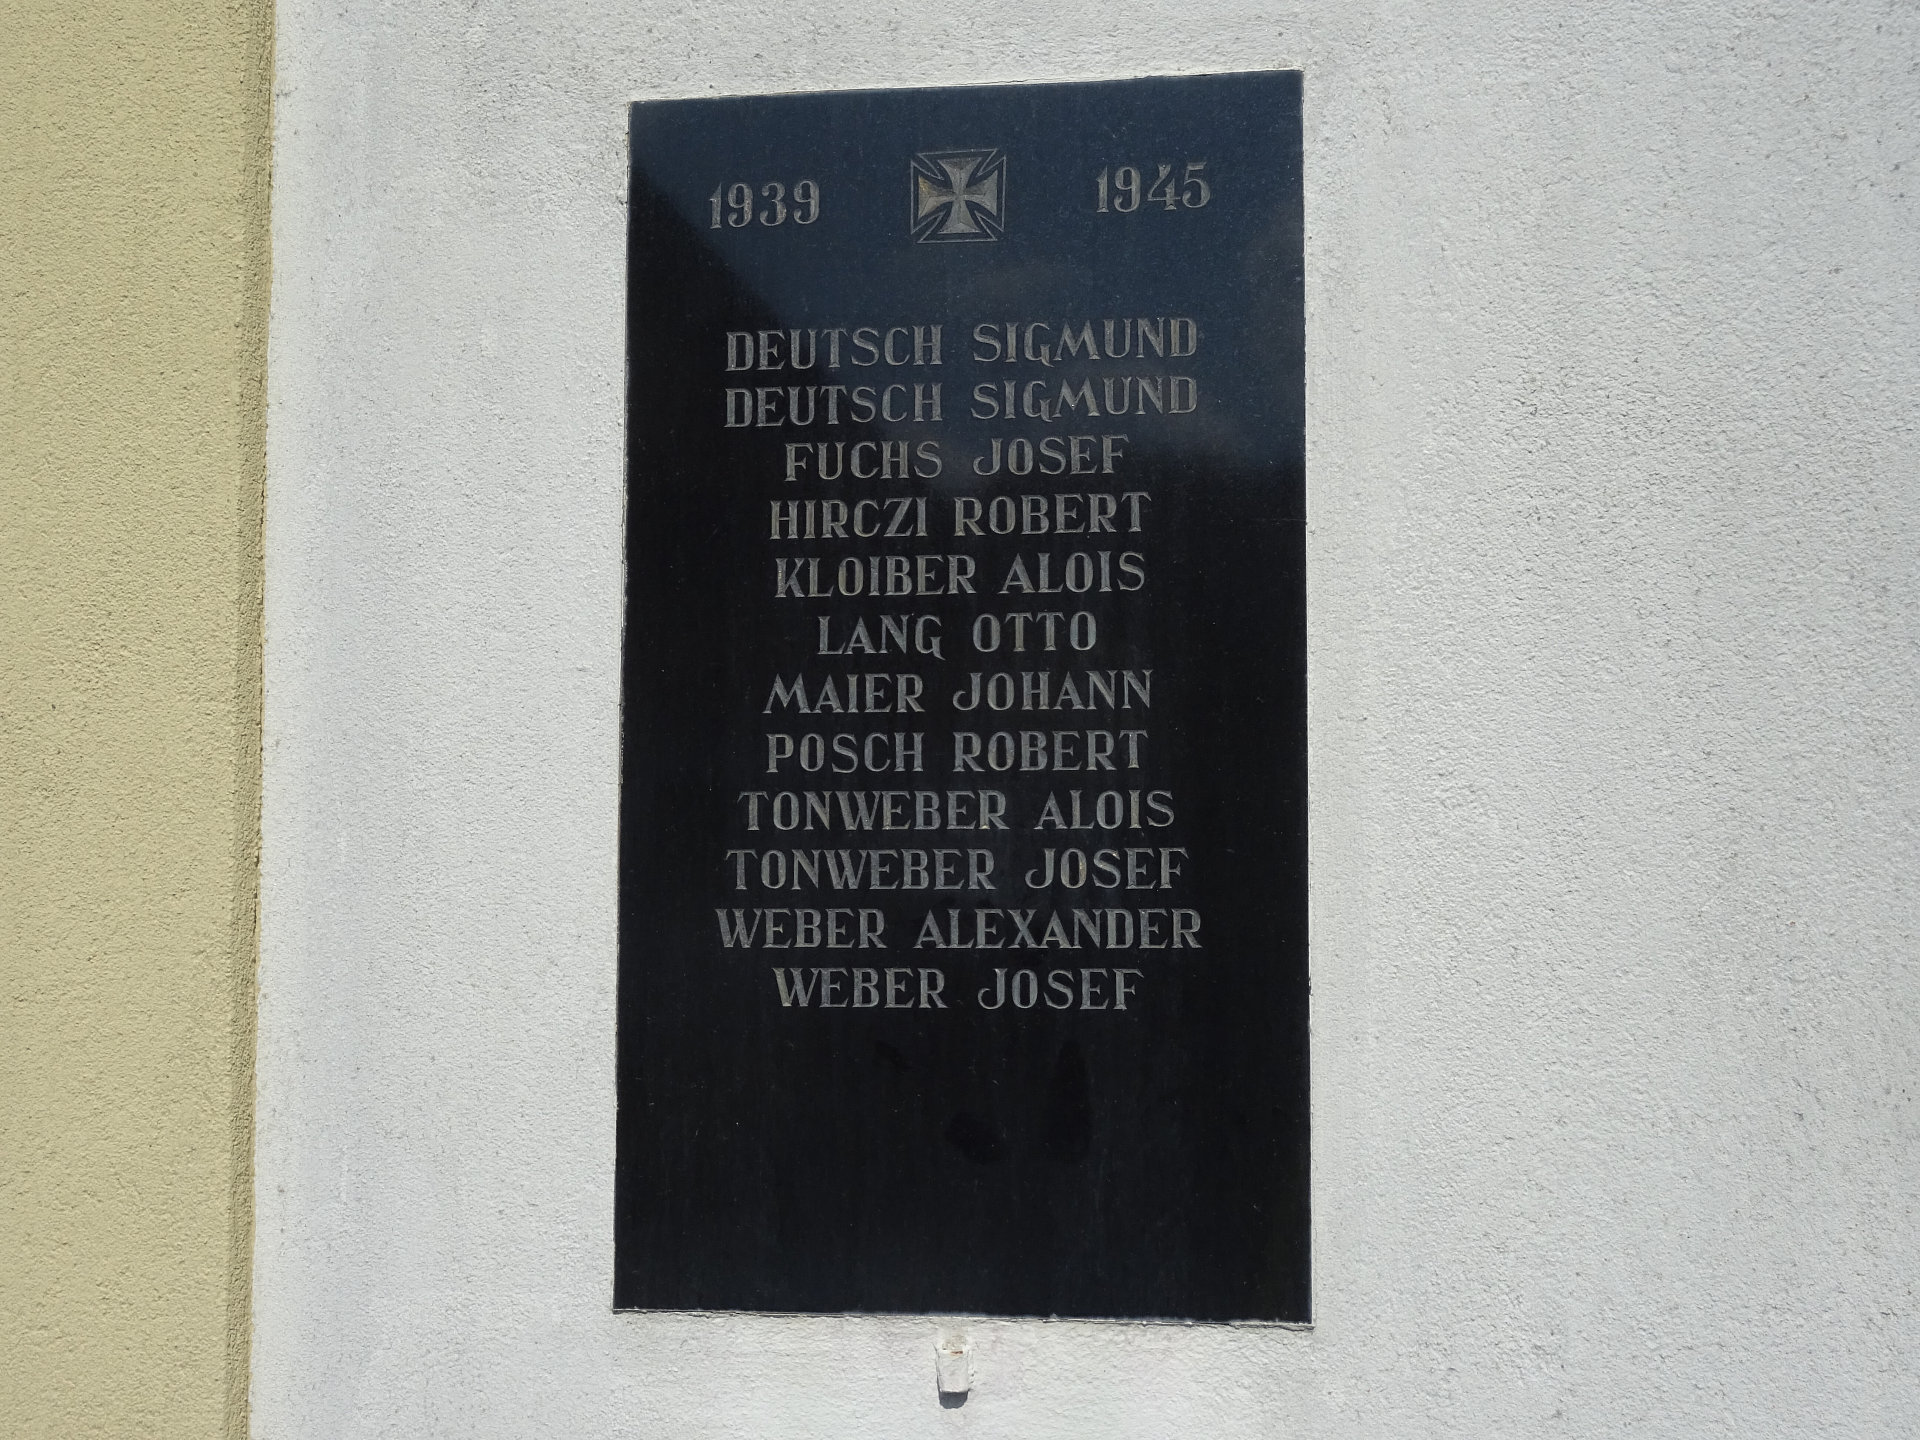 1939 1945
DEUTSCH SIGMUND
DEUTSCH SIGMUND
FUCHS JOSEF
HIRCZI ROBERT
KLOIBER ALOIS
LANG OTTO
MAIER JOHANN
POSCH ROBERT
TONWEBER ALOIS
TONWEBER JOSEF
WEBER ALEXANDER
WEBER JOSEF